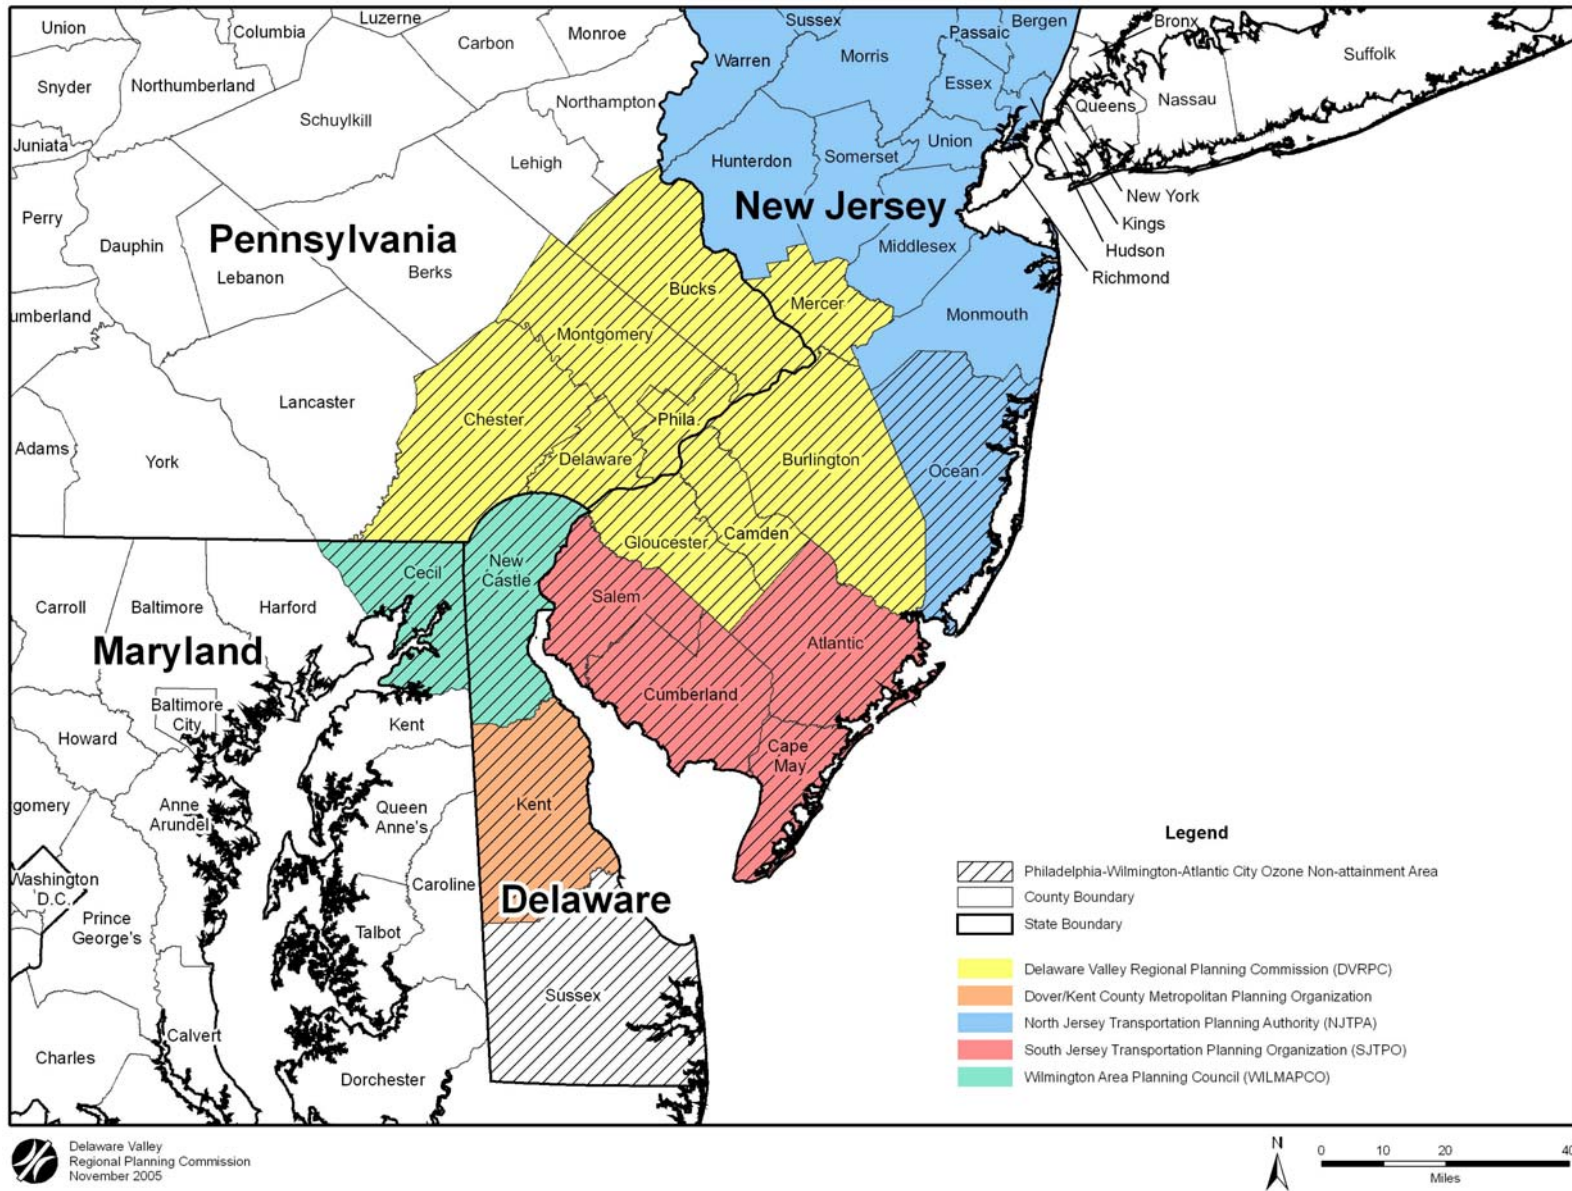 Union
Columbia
Luzerne
Carbon
Monroe
Sussex
Passaic
Bergen
Bronx
Suffolk
Snyder
Northumberland
Northampton
Warren
Morris
Essex
Queens
Nassau
Schuylkill
Juniata
Lehigh
Hunterdon
Somerset
Union
New York
Kings
Hudson
Richmond
Perry
Dauphin
Pennsylvania
New Jersey
Lebanon
Berks
Middlesex
umberland
Bucks
Mercer
Monmouth
Montgomery
Lancaster
Chester
Phila.
Adams
York
Delaware
Burlington
Ocean
Gloucester
Camden
Cecil
New
Castle
Salem
Carroll
Baltimore
Harford
Maryland
Atlantic
Cumberland
Baltimore
City
Kent
Howard
Cape
May
gomery
Anne
Arundel
Queen
Anne's
Kent
Washington
D.C.
Caroline
Delaware
Prince
George's
Talbot
Sussex
Calvert
Charles
Dorchester
Legend
Philadelphia-Wilmington-Atlantic City Ozone Non-attainment Area
County Boundary
State Boundary
Delaware Valley Regional Planning Commission (DVRPC)
Dover/Kent County Metropolitan Planning Organization
North Jersey Transportation Planning Authority (NJTPA)
South Jersey Transportation Planning Organization (SJTPO)
Wilmington Area Planning Council (WILMAPCO)
Delaware Valley
Regional Planning Commission
November 2005
N
0 10 20 40
Miles